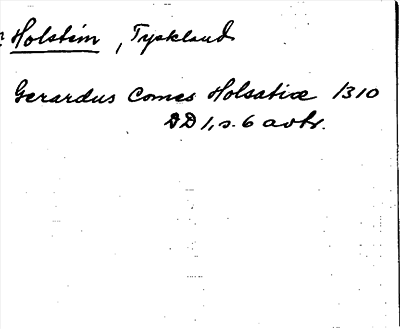 Holstein, Tyskland
Gerardus Comes Holsatiæ 1310
DD 1, s. 6 avtr.